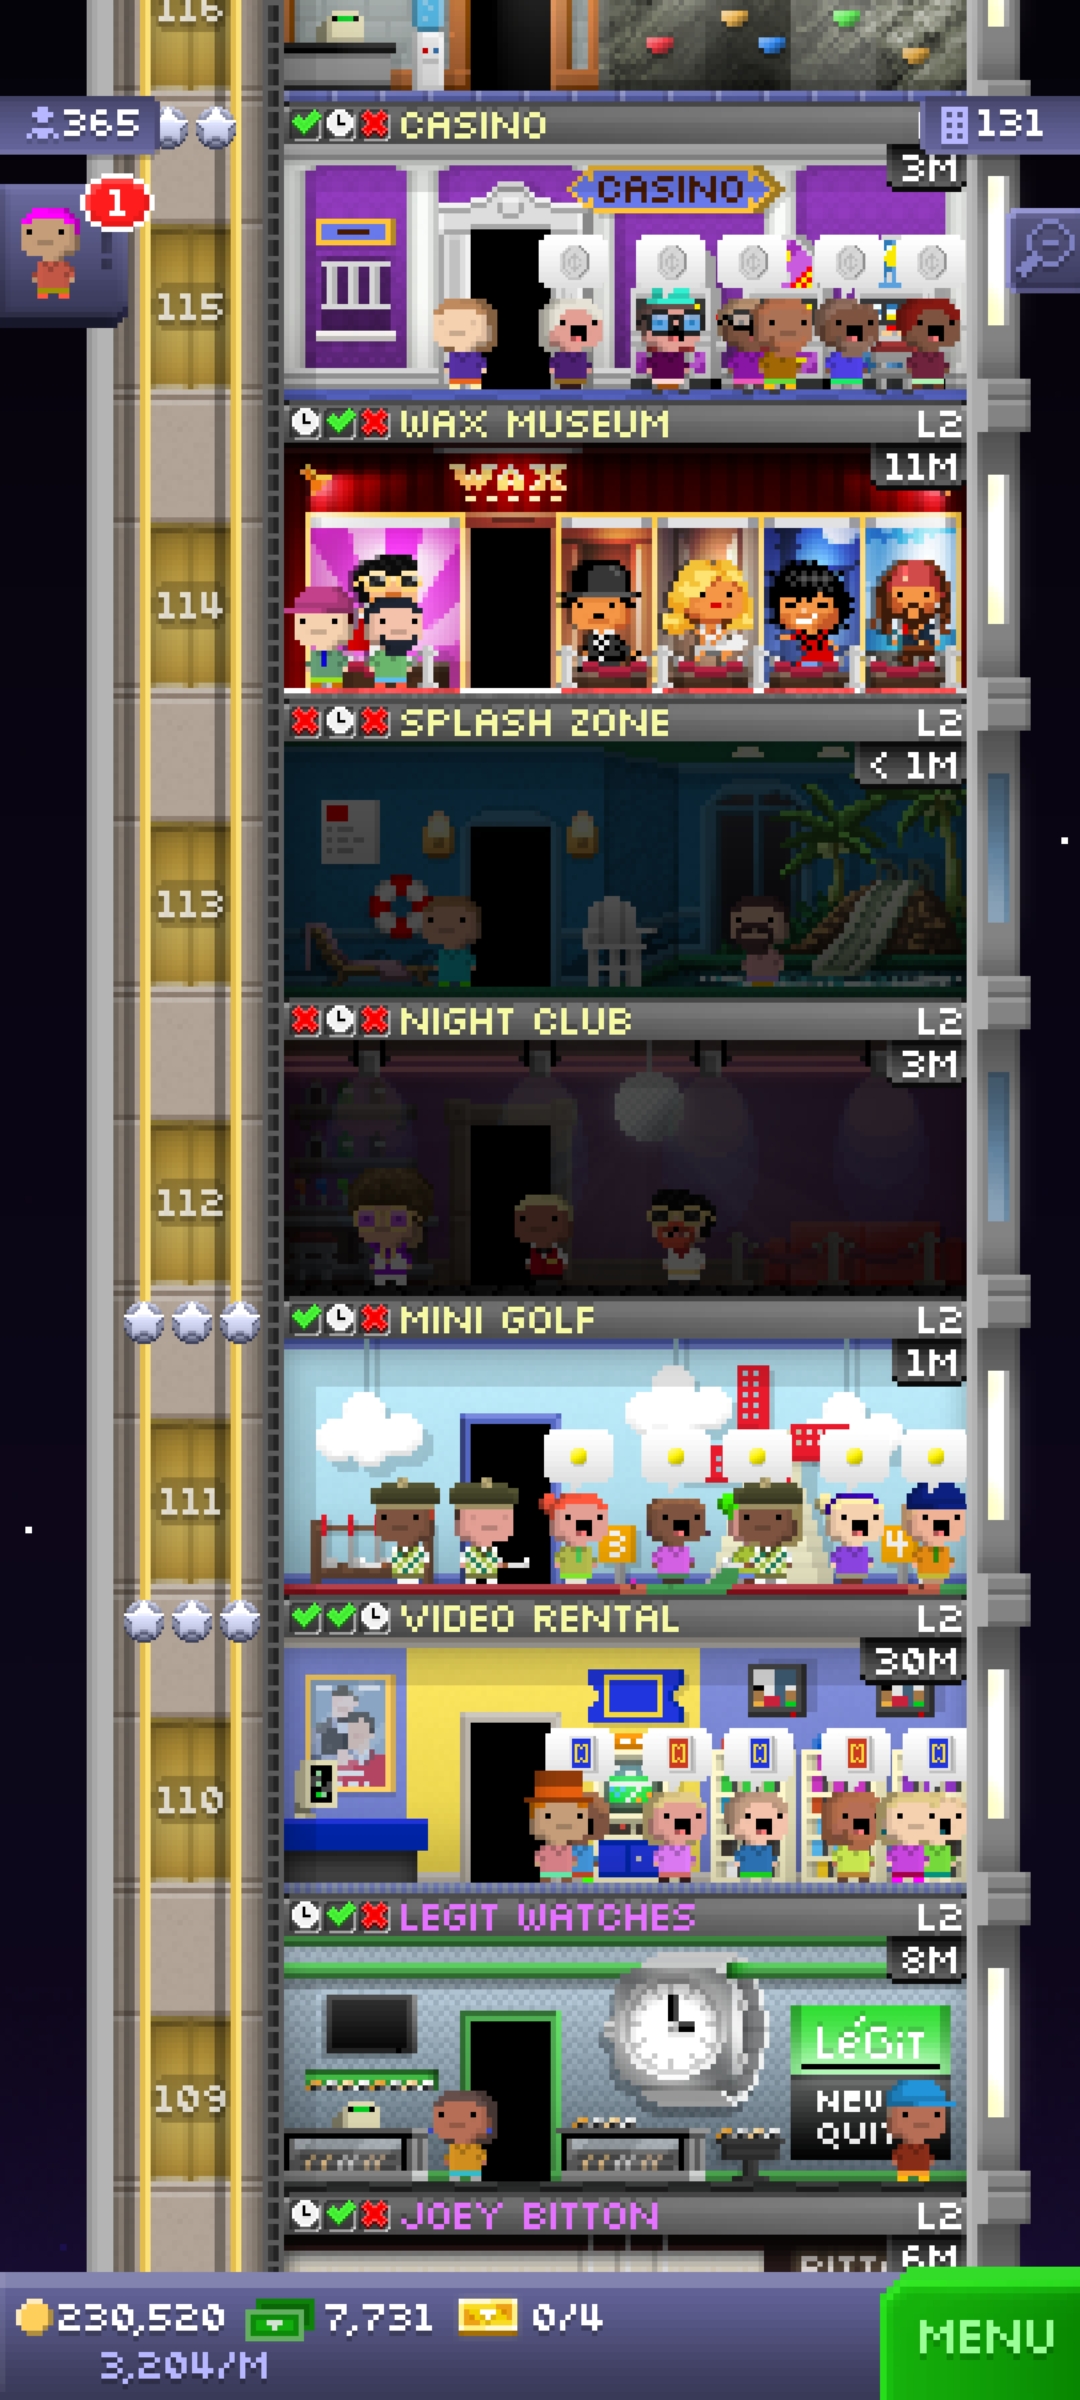 116
365
CASINO
131
3M
CASINO
1
115
WAX MUSEUM L2
11M
WAX
114
SPLASH ZONE L2
< 1M
113
NIGHT CLUB L2
3M
112
MINI GOLF L2
1M
111
3
4
VIDEO RENTAL L2
30M
110
LEGIT WATCHES L2
8M
LéGiT
109
JOEY BITTON L2
6M
230,520 7,731 0/4
3,204/M
MENU